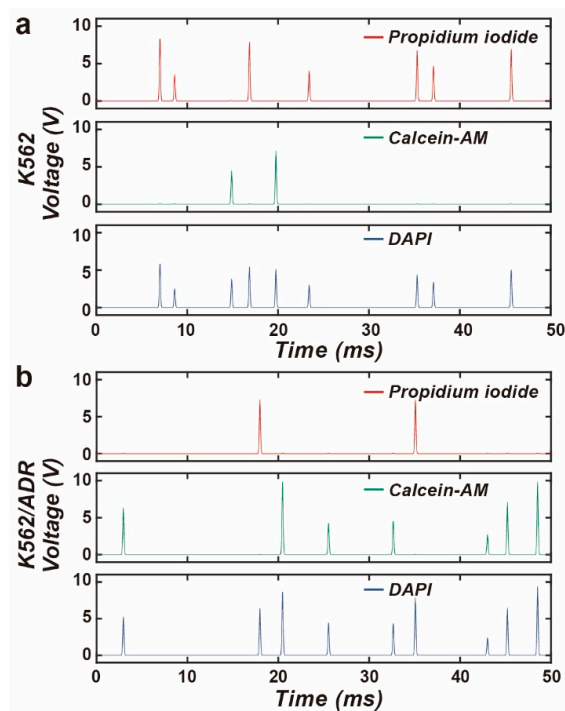 a
10
Propidium iodide
5
0
10
Calcein-AM
5
0
K562
Voltage (V)
10
DAPI
5
0
0 10 20 30 40 50
Time (ms)
b
10
Propidium iodide
5
0
10
Calcein-AM
5
0
K562/ADR
Voltage (V)
10
DAPI
5
0
0 10 20 30 40 50
Time (ms)